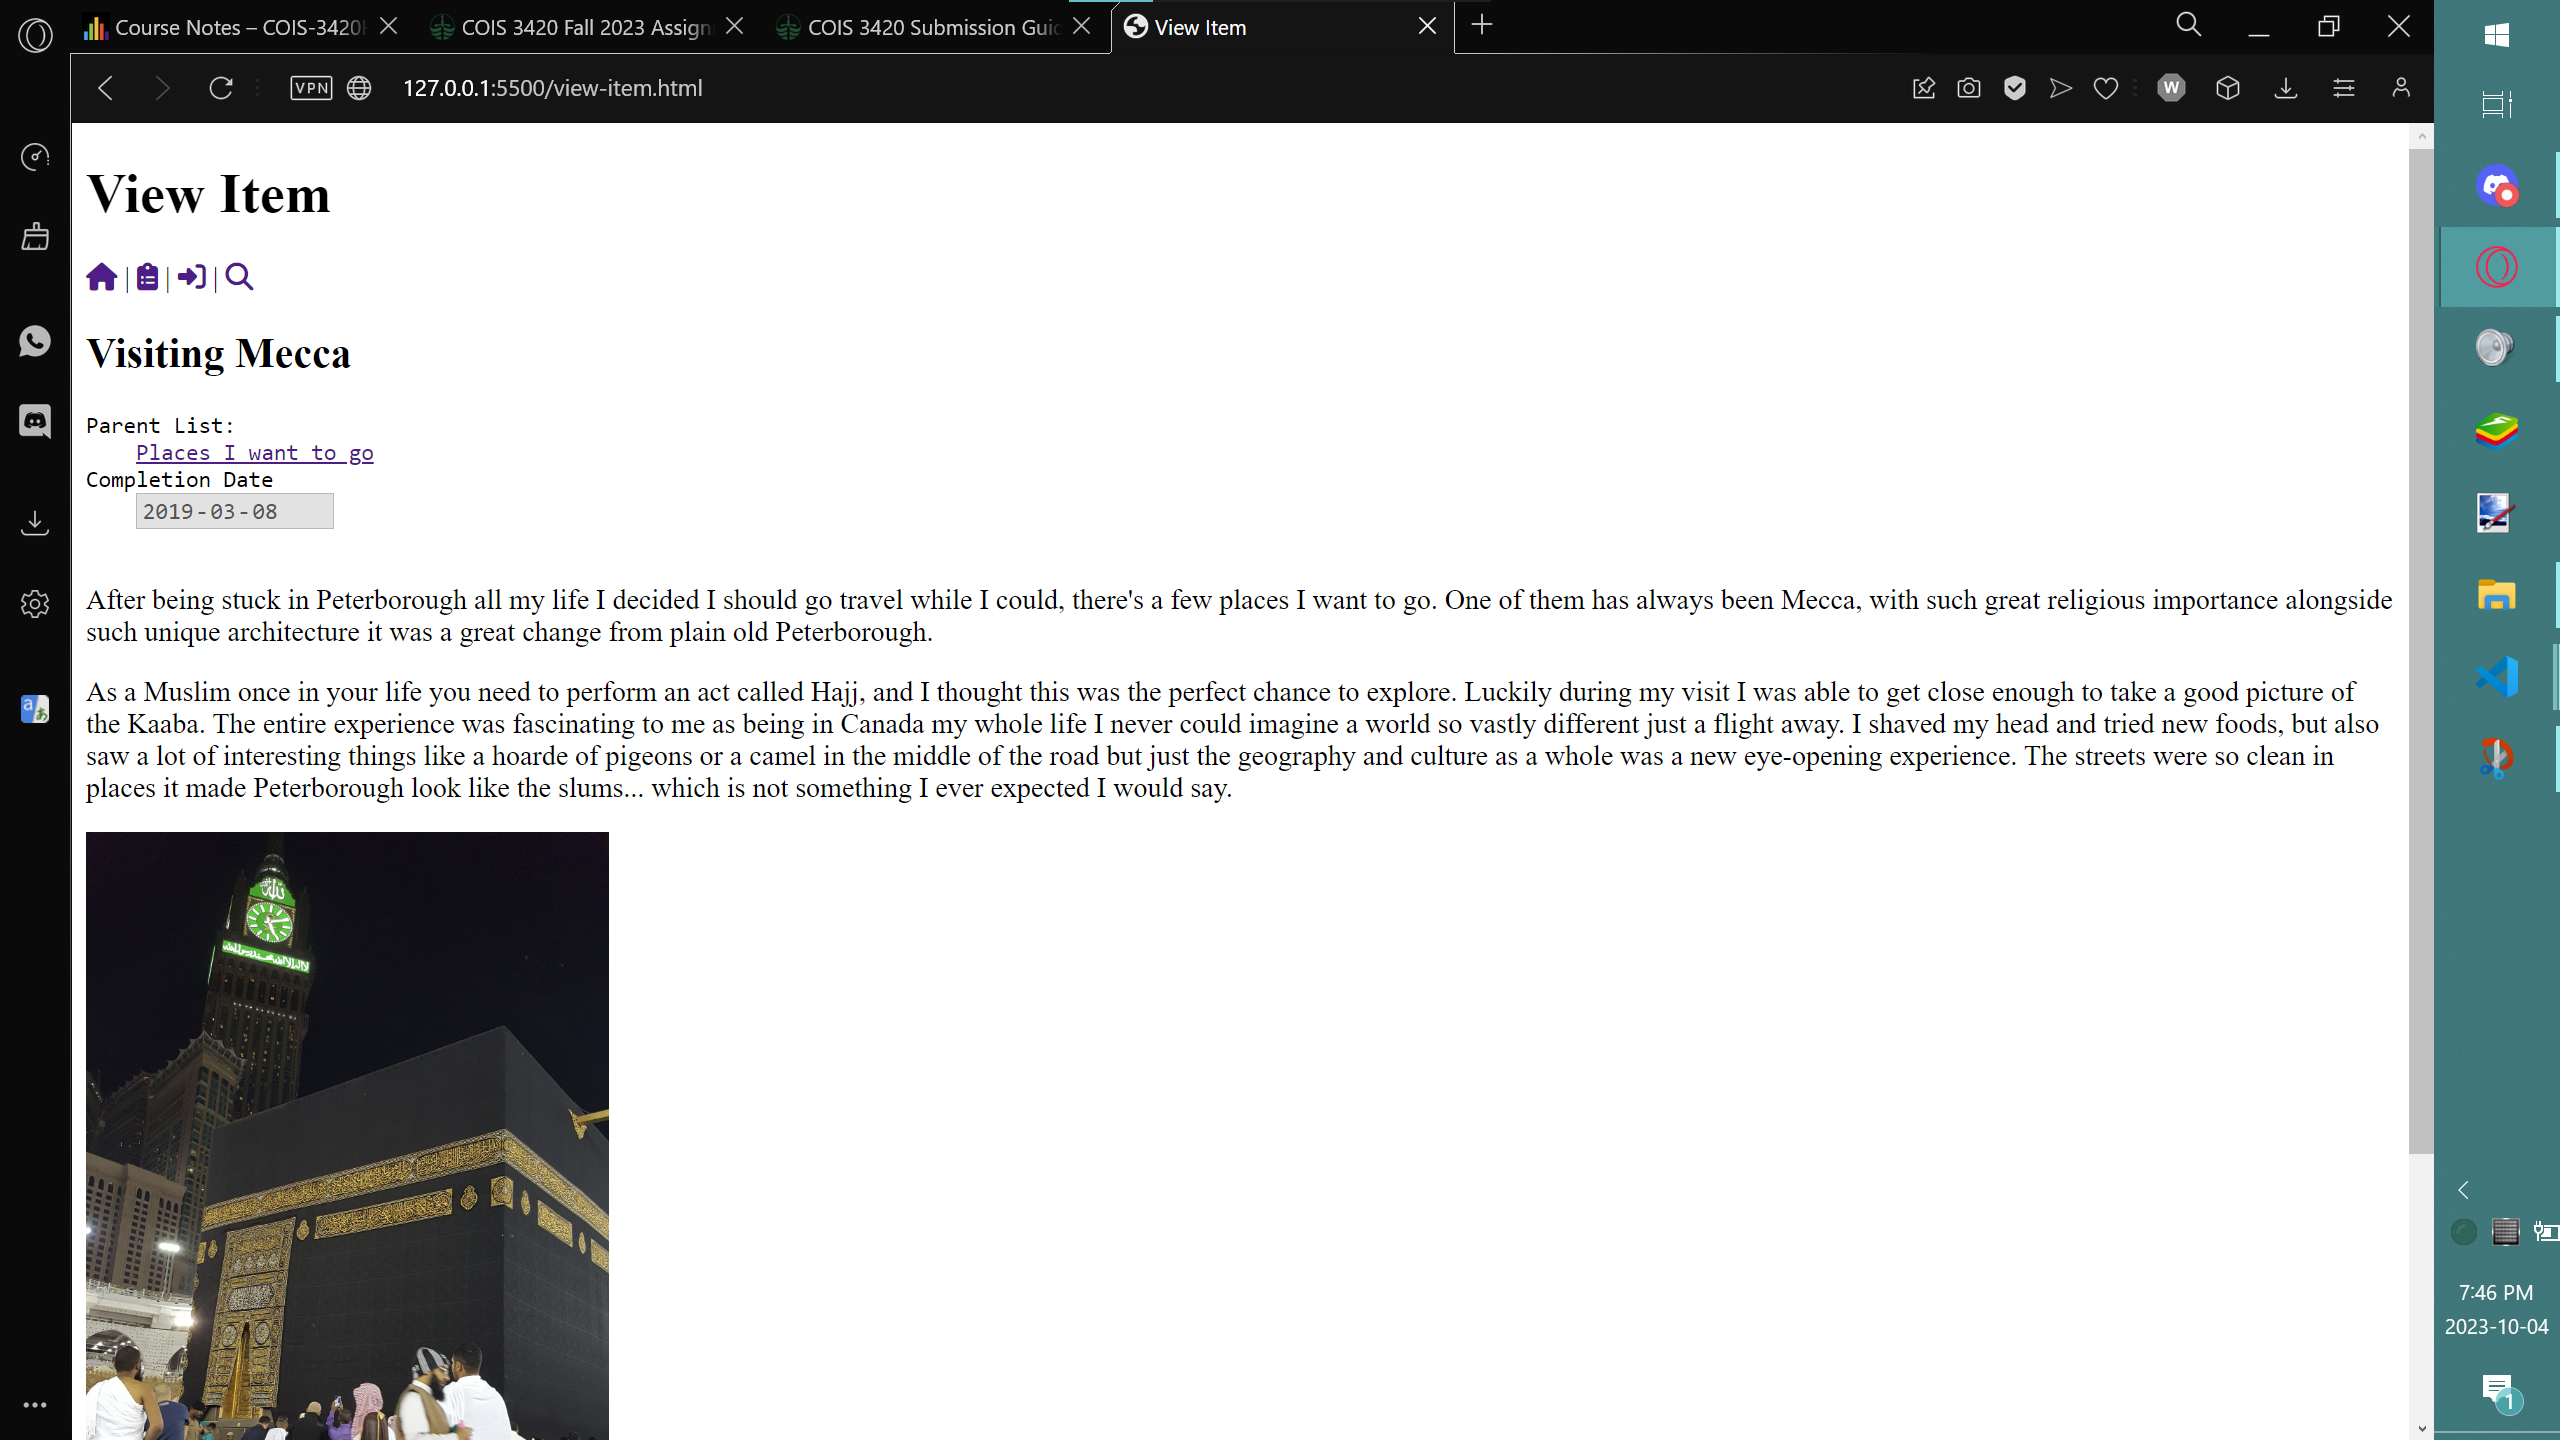 Course Notes – COIS-3420H
COIS 3420 Fall 2023 Assignm
COIS 3420 Submission Guid
View Item
VPN
127.0.0.1:5500/view-item.html
W
View Item
| | |
Visiting Mecca
Parent List:
Places I want to go
Completion Date
2019-03-08
After being stuck in Peterborough all my life I decided I should go travel while I could, there's a few places I want to go. One of them has always been Mecca, with such great religious importance alongside
such unique architecture it was a great change from plain old Peterborough.
As a Muslim once in your life you need to perform an act called Hajj, and I thought this was the perfect chance to explore. Luckily during my visit I was able to get close enough to take a good picture of
the Kaaba. The entire experience was fascinating to me as being in Canada my whole life I never could imagine a world so vastly different just a flight away. I shaved my head and tried new foods, but also
saw a lot of interesting things like a hoarde of pigeons or a camel in the middle of the road but just the geography and culture as a whole was a new eye-opening experience. The streets were so clean in
places it made Peterborough look like the slums... which is not something I ever expected I would say.
الله
لا اله الا الله محمد رسول الله
7:46 PM
2023-10-04
1